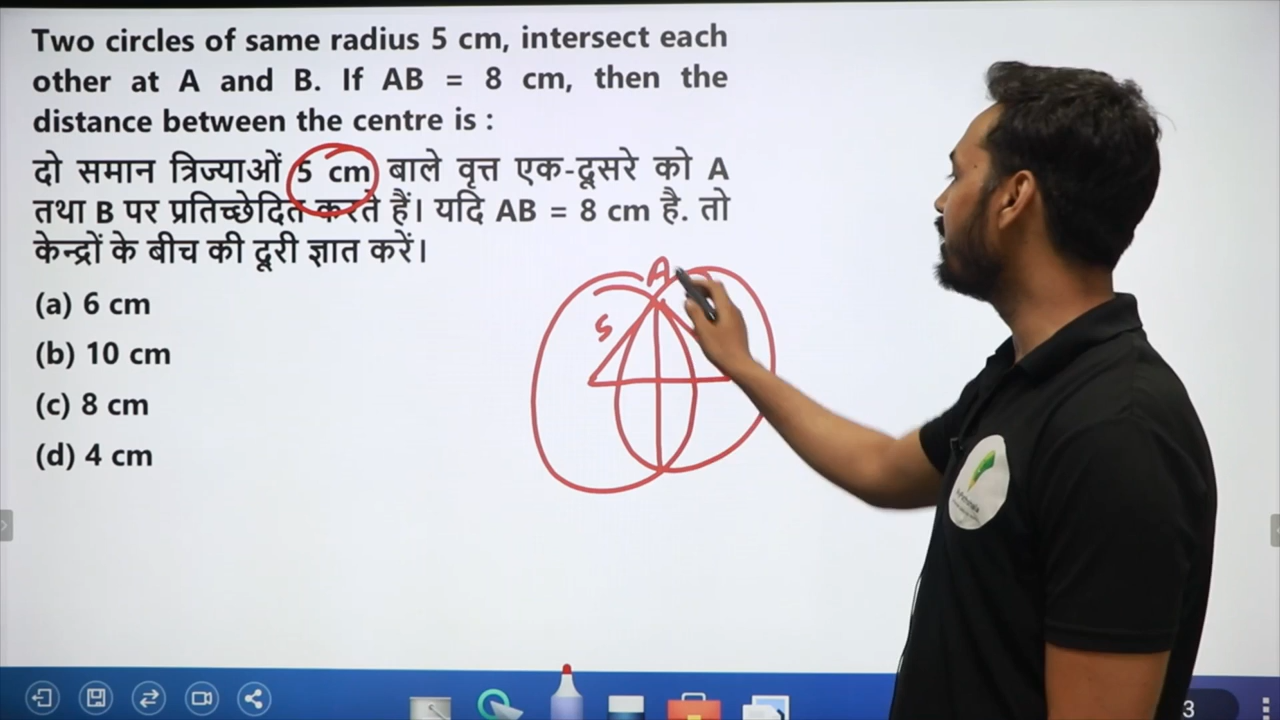 Two circles of same radius 5 cm, intersect each
other at A and B. If AB = 8 cm, then the
distance between the centre is :
दो समान त्रिज्याओं 5 cm बाले वृत्त एक-दूसरे को A
तथा B पर प्रतिच्छेदित करते हैं। यदि AB = 8 cm है. तो
केन्द्रों के बीच की दूरी ज्ञात करें।
(a) 6 cm
(b) 10 cm
(c) 8 cm
(d) 4 cm
A
5
3